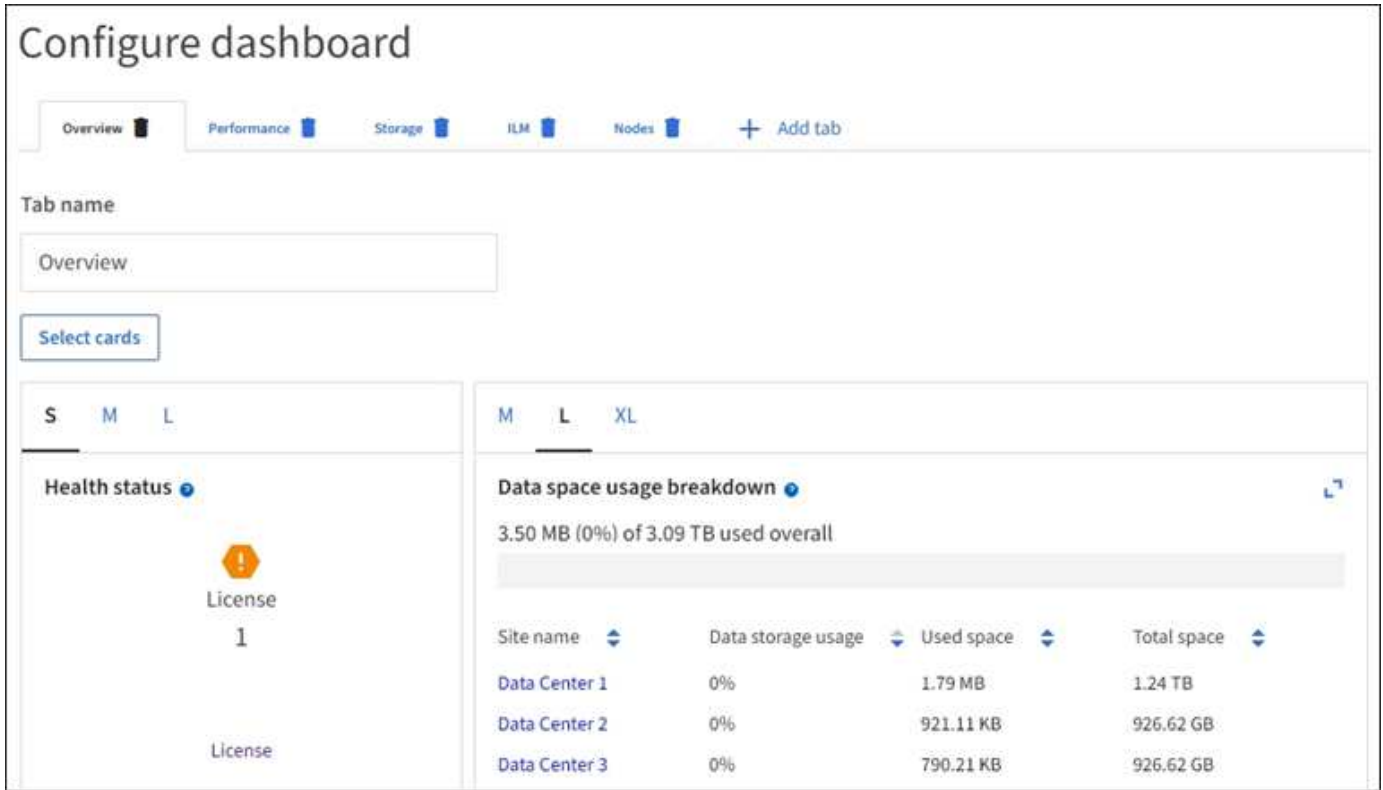 Configure dashboard
Overview Performance Storage ILM Nodes + Add tab
Tab name
Overview
Select cards
S M L
Health status
License
1
License
M L XL
Data space usage breakdown
3.50 MB (0%) of 3.09 TB used overall
Site name Data storage usage Used space Total space
Data Center 1 0% 1.79 MB 1.24 TB
Data Center 2 0% 921.11 KB 926.62 GB
Data Center 3 0% 790.21 KB 926.62 GB